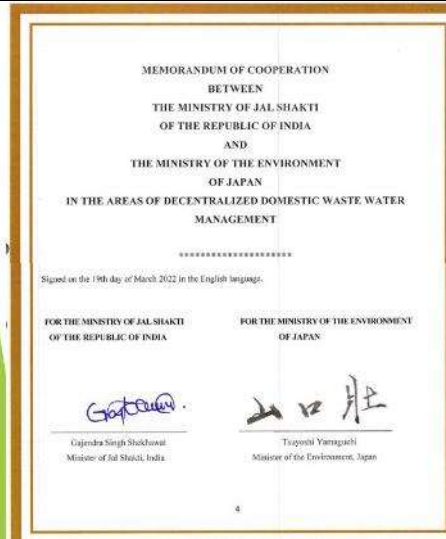 MEMORANDUM OF COOPERATION
BETWEEN
THE MINISTRY OF JAL SHAKTI
OF THE REPUBLIC OF INDIA
AND
THE MINISTRY OF THE ENVIRONMENT
OF JAPAN
IN THE AREAS OF DECENTRALIZED DOMESTIC WASTE WATER
MANAGEMENT
Signed on the 19th day of March 2022 in the English language.
FOR THE MINISTRY OF JAL SHAKTI
OF THE REPUBLIC OF INDIA
FOR THE MINISTRY OF THE ENVIRONMENT
OF JAPAN
山口壯
Gajendra Singh Shekhawat
Minister of Jal Shakti, India
Tsuyoshi Yamaguchi
Minister of the Environment, Japan
4